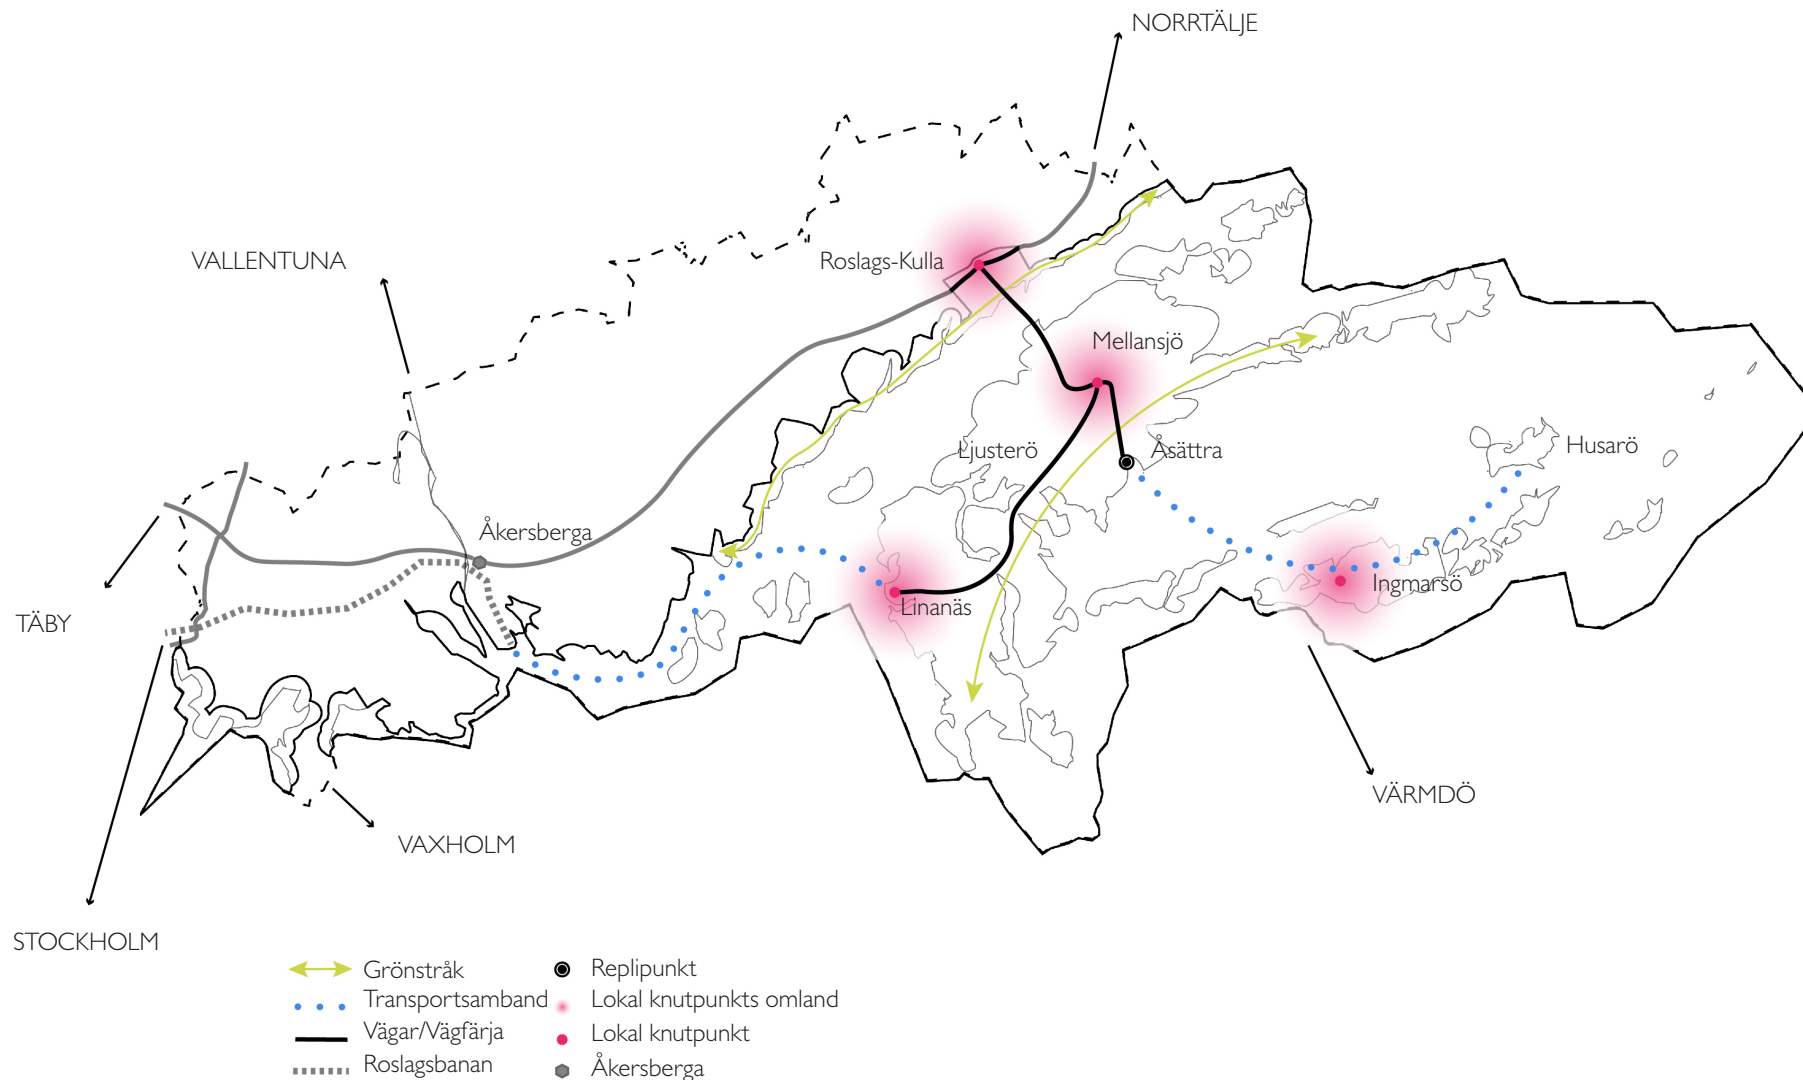 NORRTÄLJE
VALLENTUNA
Roslags-Kulla
Mellansjö
Ljusterö
Åsättra
Husarö
Åkersberga
Linanäs
Ingmarsö
TÄBY
VÄRMDÖ
VAXHOLM
STOCKHOLM
Grönstråk
Transportsamband
Vägar/Vägfärja
Roslagsbanan
Replipunkt
Lokal knutpunkts omland
Lokal knutpunkt
Åkersberga